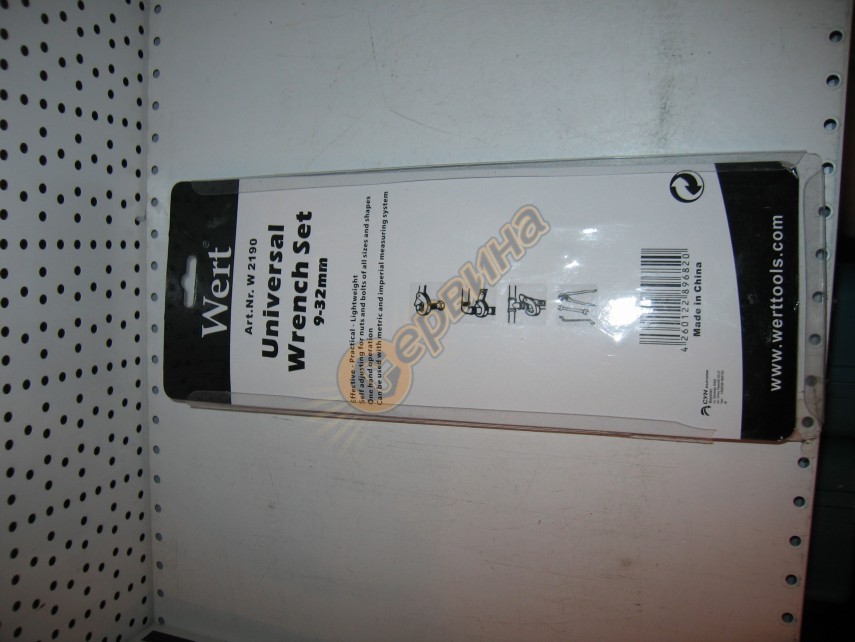 Wert®
Art.Nr. W 2190
Universal
Wrench Set
9-32mm
Effective - Practical - Lightweight
Self adjusting for nuts and bolts of all sizes and shapes
One hand operation
Can be used with metric and imperial measuring system
Сервина
4 260122 896820
Made in China
CYN
www.werttools.com